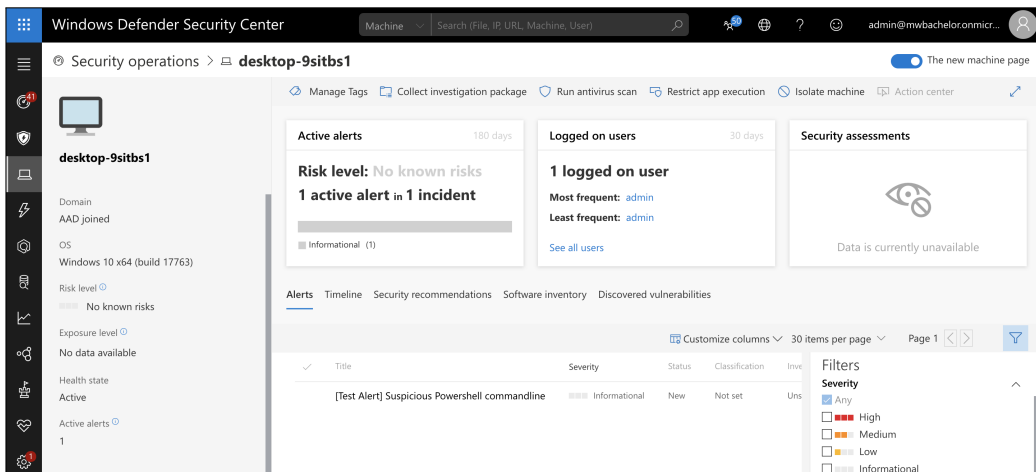 Windows Defender Security Center
Machine
Search (File, IP, URL, Machine, User)
50
?
admin@mwbachelor.onmicr...
Security operations > desktop-9sitbs1
The new machine page
41
1
desktop-9sitbs1
Domain
AAD joined
OS
Windows 10 x64 (build 17763)
Risk level
No known risks
Exposure level
No data available
Health state
Active
Active alerts
1
Manage Tags Collect investigation package Run antivirus scan Restrict app execution Isolate machine Action center
Active alerts 180 days
Risk level: No known risks
1 active alert in 1 incident
Informational (1)
Logged on users 30 days
1 logged on user
Most frequent: admin
Least frequent: admin
See all users
Security assessments
Data is currently unavailable
Alerts Timeline Security recommendations Software inventory Discovered vulnerabilities
Customize columns 30 items per page Page 1
Title Severity Status Classification Inve
[Test Alert] Suspicious Powershell commandline Informational New Not set Uns
Filters
Severity
Any
High
Medium
Low
Informational